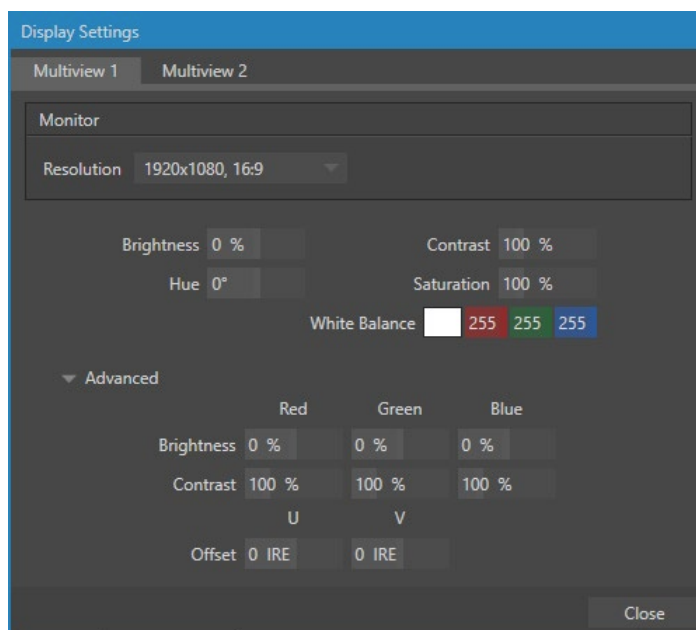 Display Settings
Multiview 1 Multiview 2
Monitor
Resolution 1920x1080, 16:9
Brightness 0 % Contrast 100 %
Hue 0° Saturation 100 %
White Balance 255 255 255
Advanced
Red Green Blue
Brightness 0 % 0 % 0 %
Contrast 100 % 100 % 100 %
U V
Offset 0 IRE 0 IRE
Close